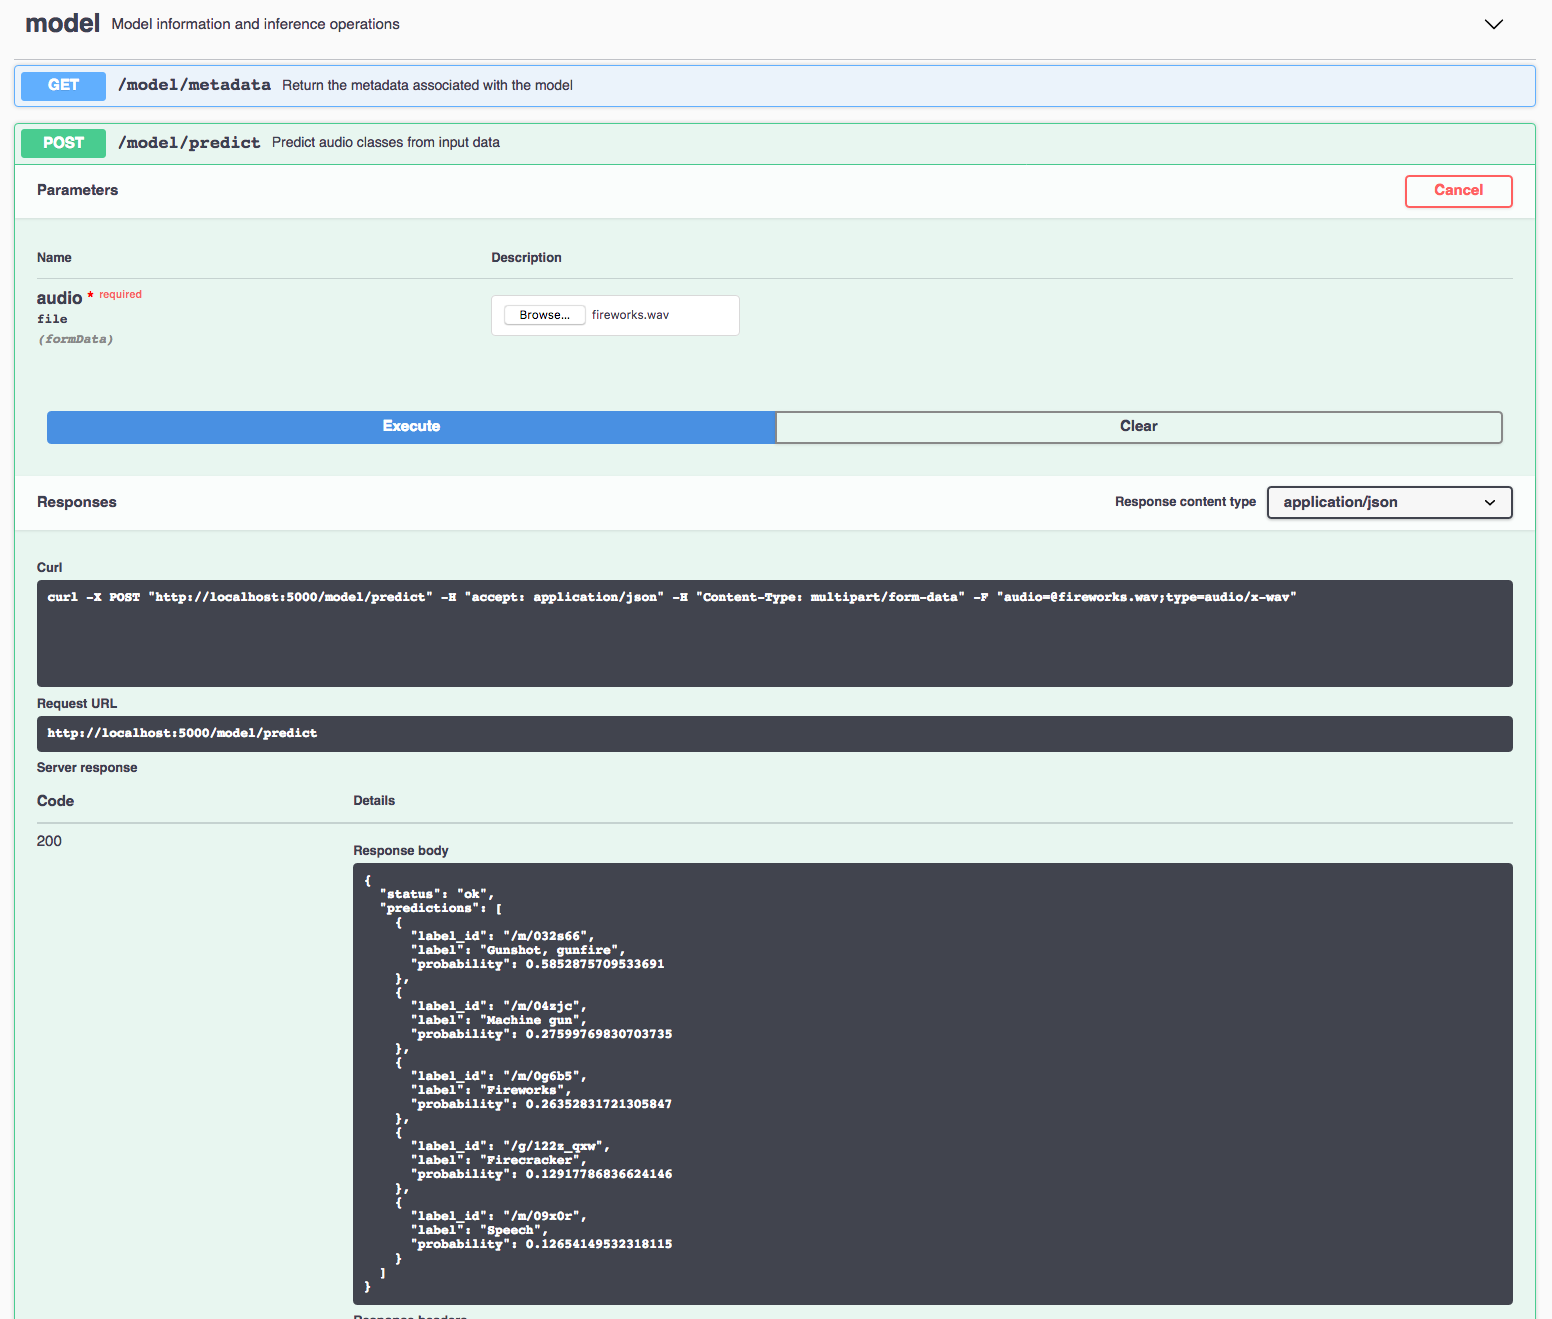 model Model information and inference operations
GET /model/metadata Return the metadata associated with the model
POST /model/predict Predict audio classes from input data
Parameters Cancel
Name Description
audio * required
file
(formData)
Browse... fireworks.wav
Execute Clear
Responses Response content type application/json
Curl
curl -X POST "http://localhost:5000/model/predict" -H "accept: application/json" -H "Content-Type: multipart/form-data" -F "audio=@fireworks.wav;type=audio/x-wav"
Request URL
http://localhost:5000/model/predict
Server response
Code Details
200
Response body
{
  "status": "ok",
  "predictions": [
    {
      "label_id": "/m/032s66",
      "label": "Gunshot, gunfire",
      "probability": 0.5852875709533691
    },
    {
      "label_id": "/m/04zjc",
      "label": "Machine gun",
      "probability": 0.27599769830703735
    },
    {
      "label_id": "/m/0g6b5",
      "label": "Fireworks",
      "probability": 0.26352831721305847
    },
    {
      "label_id": "/g/122z_qxw",
      "label": "Firecracker",
      "probability": 0.12917786836624146
    },
    {
      "label_id": "/m/09x0r",
      "label": "Speech",
      "probability": 0.12654149532318115
    }
  ]
}
Response headers